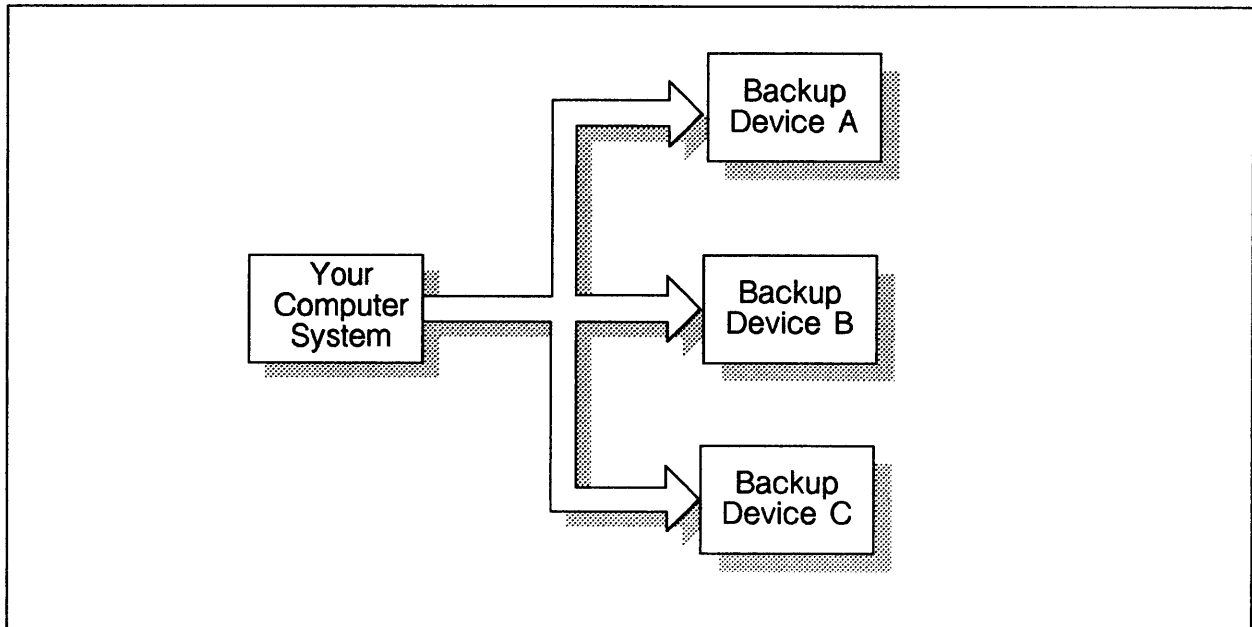 Backup
Device A
Your
Computer
System
Backup
Device B
Backup
Device C